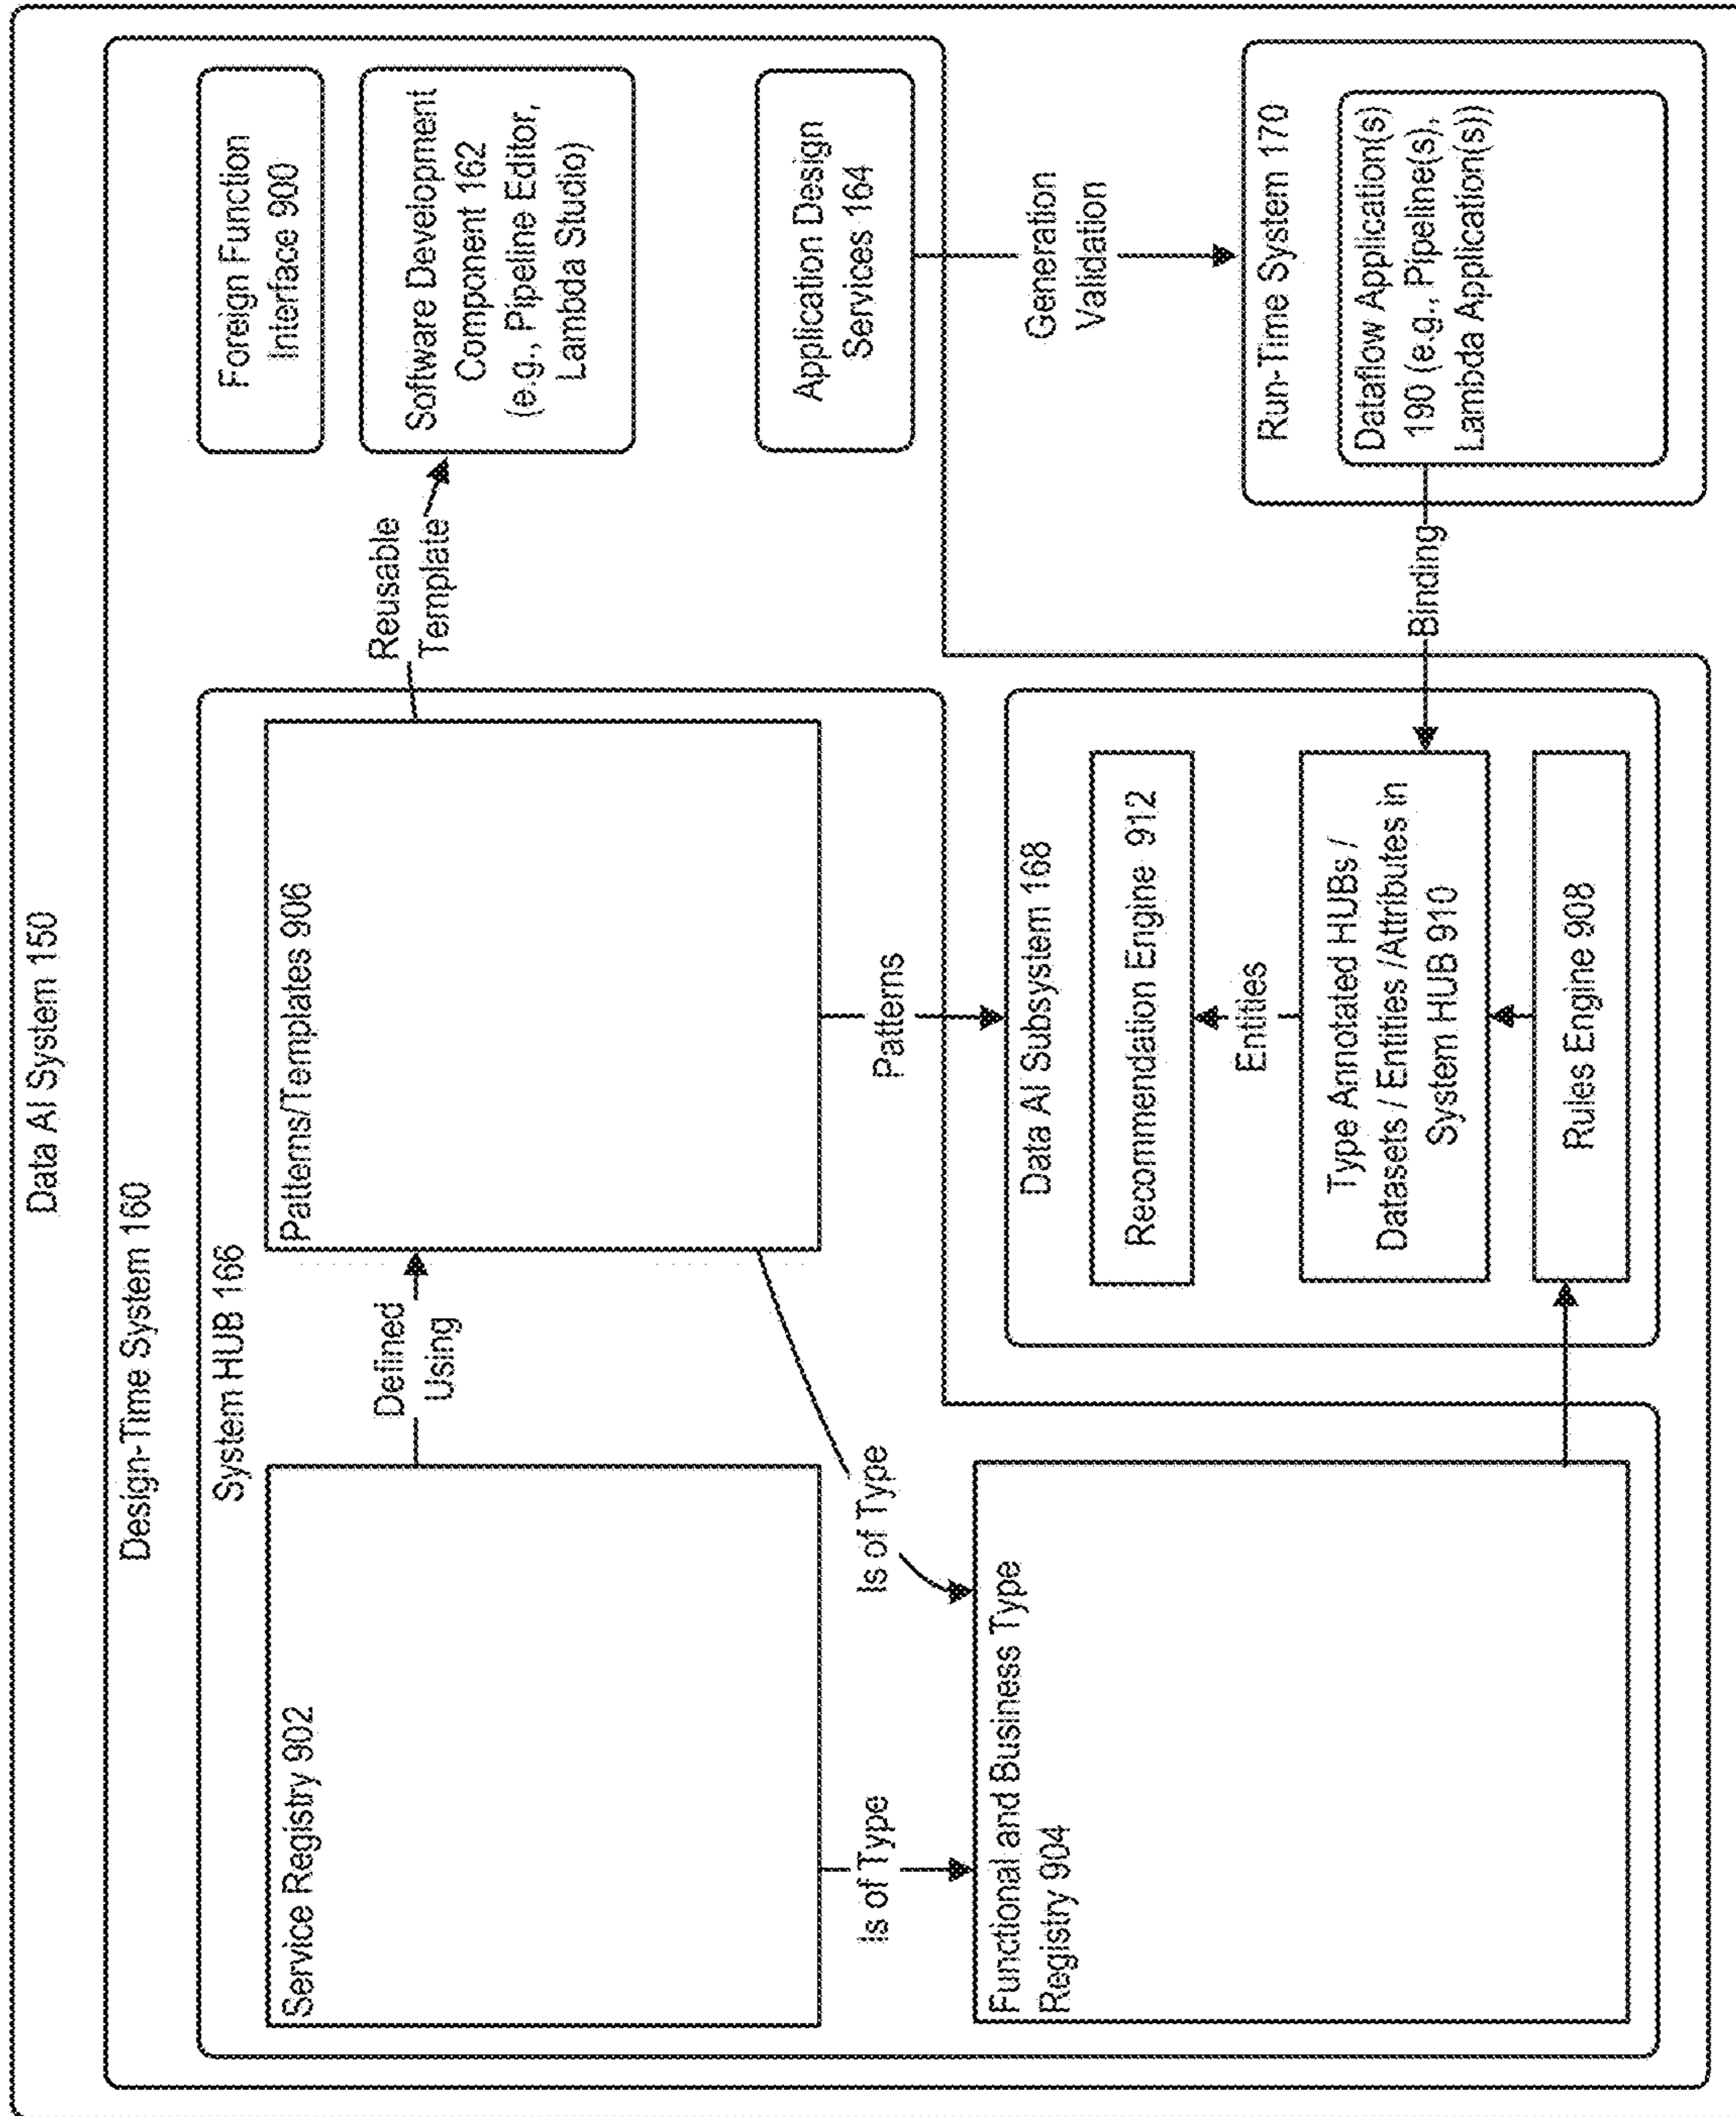 Data AI System 150
Design-Time System 160
System HUB 166
Service Registry 902
Defined
Using
Patterns/Templates 906
Reusable
Template
Foreign Function
Interface 900
Software Development
Component 162
(e.g., Pipeline Editor,
Lambda Studio)
Application Design
Services 164
Is of Type
Is of Type
Patterns
Generation
Validation
Functional and Business Type
Registry 904
Data AI Subsystem 168
Recommendation Engine 912
Entities
Type Annotated HUBs /
Datasets / Entities /Attributes in
System HUB 910
Rules Engine 908
Binding
Run-Time System 170
Dataflow Application(s)
190 (e.g., Pipeline(s),
Lambda Application(s))